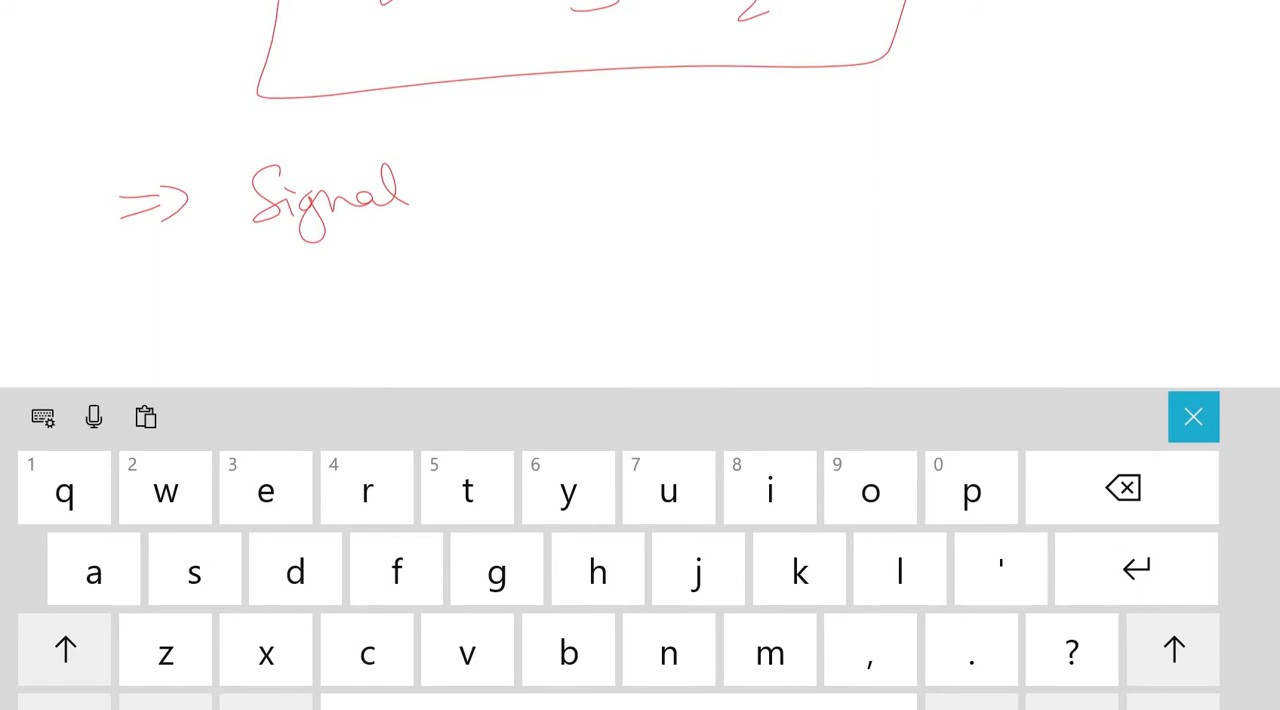 ⇒ Signal
1 2 3 4 5 6 7 8 9 0
q w e r t y u i o p
a s d f g h j k l '
z x c v b n m , . ?